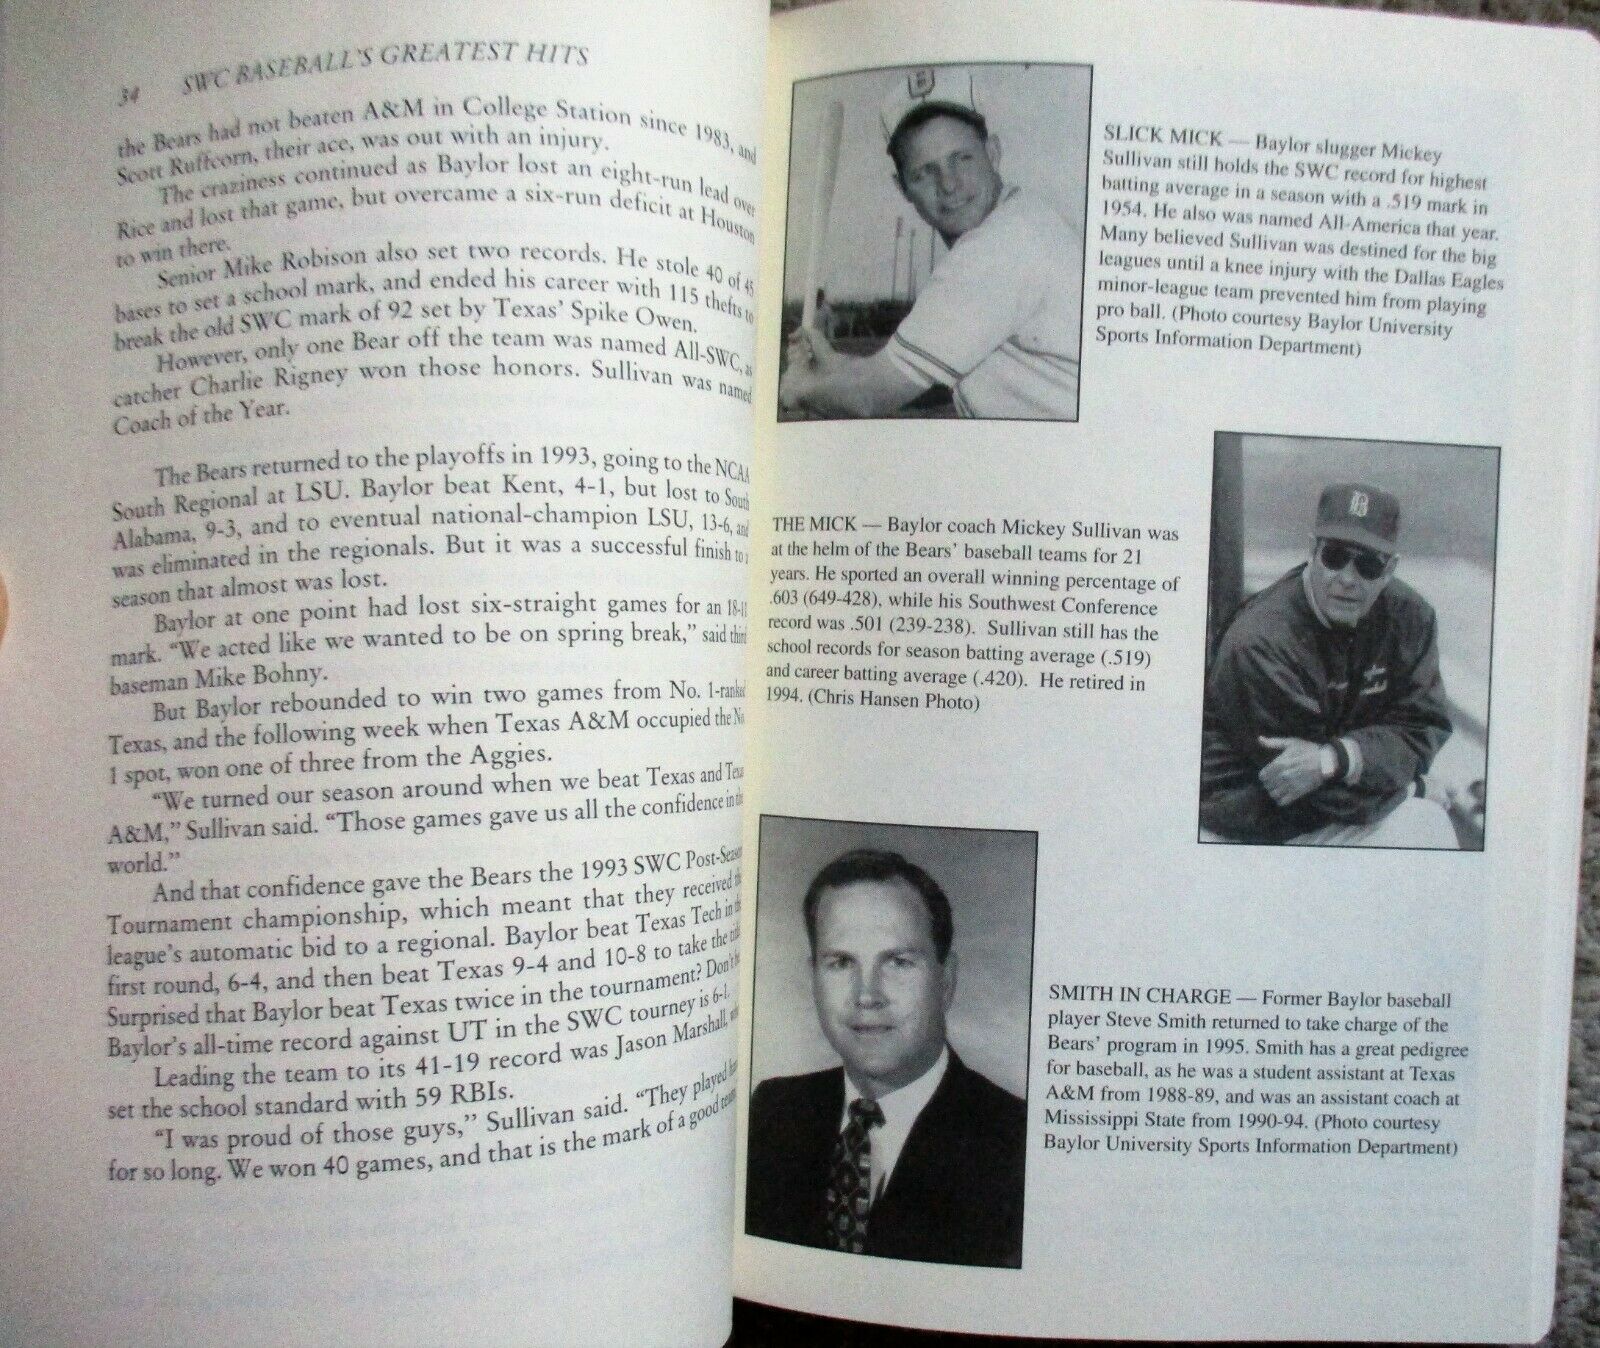 34 SWC BASEBALL'S GREATEST HITS
the Bears had not beaten A&M in College Station since 1983, and
Scott Ruffcorn, their ace, was out with an injury.
The craziness continued as Baylor lost an eight-run lead over
Rice and lost that game, but overcame a six-run deficit at Houston
to win there.
Senior Mike Robison also set two records. He stole 40 of 45
bases to set a school mark, and ended his career with 115 thefts to
break the old SWC mark of 92 set by Texas' Spike Owen.
However, only one Bear off the team was named All-SWC, as
catcher Charlie Rigney won those honors. Sullivan was named
Coach of the Year.
The Bears returned to the playoffs in 1993, going to the NCAA
South Regional at LSU. Baylor beat Kent, 4-1, but lost to South
Alabama, 9-3, and to eventual national-champion LSU, 13-6, and
was eliminated in the regionals. But it was a successful finish to a
season that almost was lost.
Baylor at one point had lost six-straight games for an 18-11
mark. "We acted like we wanted to be on spring break," said third
baseman Mike Bohny.
But Baylor rebounded to win two games from No. 1-ranked
Texas, and the following week when Texas A&M occupied the No.
1 spot, won one of three from the Aggies.
"We turned our season around when we beat Texas and Texas
A&M," Sullivan said. "Those games gave us all the confidence in the
world."
And that confidence gave the Bears the 1993 SWC Post-Season
Tournament championship, which meant that they received the
league's automatic bid to a regional. Baylor beat Texas Tech in the
first round, 6-4, and then beat Texas 9-4 and 10-8 to take the title.
Surprised that Baylor beat Texas twice in the tournament? Don't be.
Baylor's all-time record against UT in the SWC tourney is 6-1.
Leading the team to its 41-19 record was Jason Marshall, who
set the school standard with 59 RBIs.
"I was proud of those guys," Sullivan said. "They played
for so long. We won 40 games, and that is the mark of a good team.
SLICK MICK — Baylor slugger Mickey
Sullivan still holds the SWC record for highest
batting average in a season with a .519 mark in
1954. He also was named All-America that year.
Many believed Sullivan was destined for the big
leagues until a knee injury with the Dallas Eagles
minor-league team prevented him from playing
pro ball. (Photo courtesy Baylor University
Sports Information Department)
THE MICK — Baylor coach Mickey Sullivan was
at the helm of the Bears' baseball teams for 21
years. He sported an overall winning percentage of
.603 (649-428), while his Southwest Conference
record was .501 (239-238). Sullivan still has the
school records for season batting average (.519)
and career batting average (.420). He retired in
1994. (Chris Hansen Photo)
SMITH IN CHARGE — Former Baylor baseball
player Steve Smith returned to take charge of the
Bears' program in 1995. Smith has a great pedigree
for baseball, as he was a student assistant at Texas
A&M from 1988-89, and was an assistant coach at
Mississippi State from 1990-94. (Photo courtesy
Baylor University Sports Information Department)